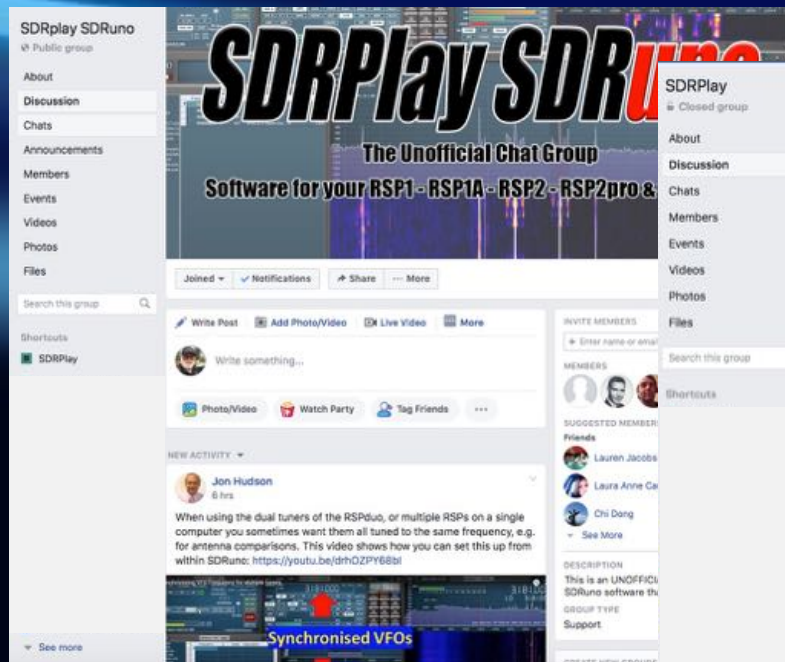 SDRplay SDRuno
Public group
About
Discussion
Chats
Announcements
Members
Events
Videos
Photos
Files
Search this group
Shortcuts
SDRPlay
See more
SDRPlay SDRuno
The Unofficial Chat Group
Software for your RSP1 - RSP1A - RSP2 - RSP2pro &
Joined
Notifications
Share
More
Write Post
Add Photo/Video
Live Video
More
Write something...
Photo/Video
Watch Party
Tag Friends
NEW ACTIVITY
Jon Hudson
6 hrs
When using the dual tuners of the RSPduo, or multiple RSPs on a single
computer you sometimes want them all tuned to the same frequency, e.g.
for antenna comparisons. This video shows how you can set this up from
within SDRuno: https://youtu.be/drhOZPY68bI
Synchronised VFOs
INVITE MEMBERS
+ Enter name or email
MEMBERS
SUGGESTED MEMBERS
Friends
Lauren Jacobs
Laura Anne Ca
Chi Dong
See More
DESCRIPTION
This is an UNOFFICI
SDRuno software tha
GROUP TYPE
Support
CREATE NEW GROUPS
SDRPlay
Closed group
About
Discussion
Chats
Members
Events
Videos
Photos
Files
Search this group
Shortcuts